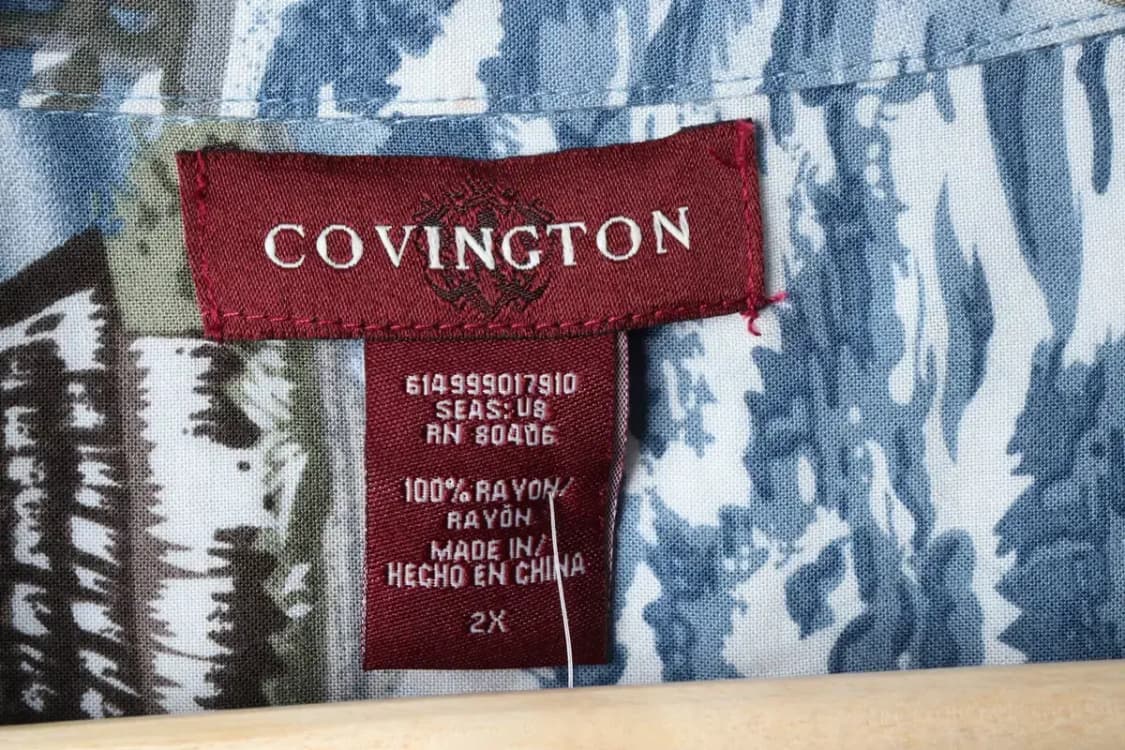 COVINGTON
614999017910
SEAS: U8
RN 80406
100% RAYON/
RAYÓN
MADE IN/
HECHO EN CHINA
2X